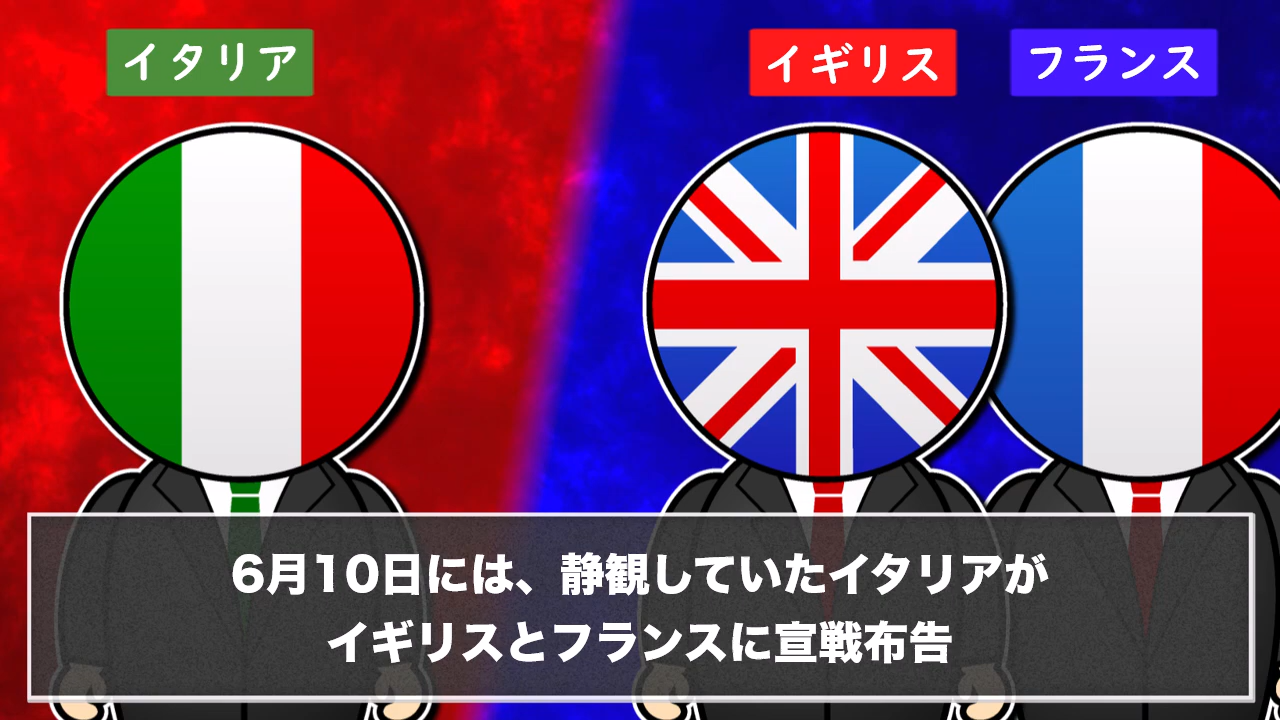 イタリア
イギリス
フランス
6月10日には、静観していたイタリアが
イギリスとフランスに宣戦布告